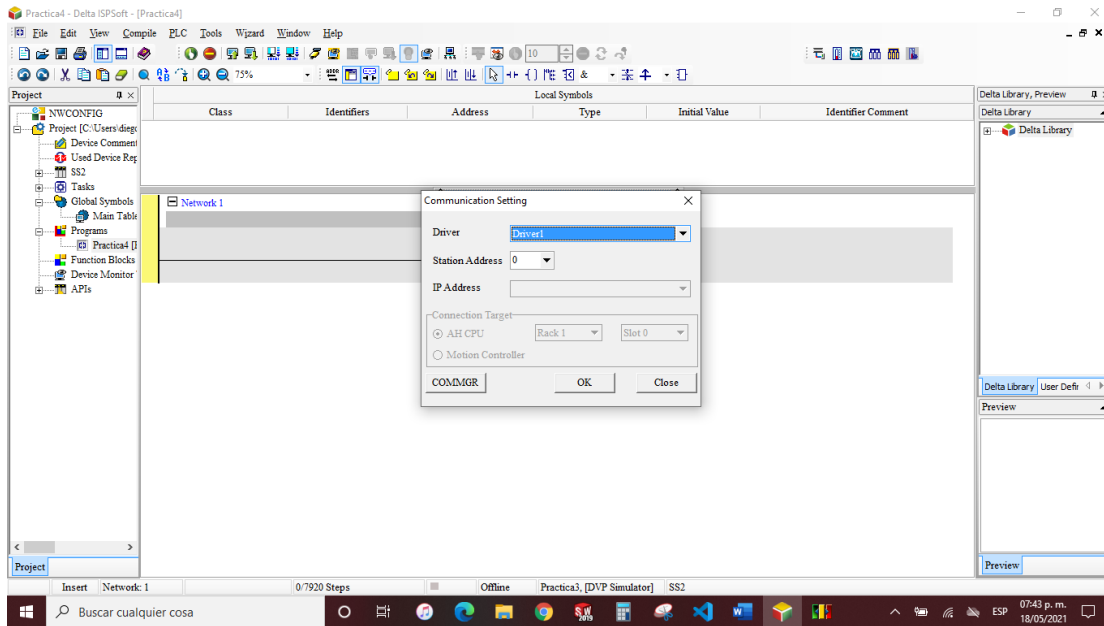 Practica4 - Delta ISPSoft - [Practica4]
File Edit View Compile PLC Tools Wizard Window Help
10
75%
Project
NWCONFIG
Project [C:\Users\diego
Device Comment
Used Device Rep
SS2
Tasks
Global Symbols
Main Table
Programs
Practica4 [P
Function Blocks
Device Monitor
APIs
Project
Local Symbols
Class Identifiers Address Type Initial Value Identifier Comment
Network 1
Communication Setting
Driver Driver1
Station Address 0
IP Address
Connection Target
AH CPU Rack 1 Slot 0
Motion Controller
COMMGR OK Close
Delta Library, Preview
Delta Library
Delta Library
Delta Library User Defir
Preview
Preview
Insert Network: 1 0/7920 Steps Offline Practica3, [DVP Simulator] SS2
Buscar cualquier cosa
ESP
07:43 p. m.
18/05/2021